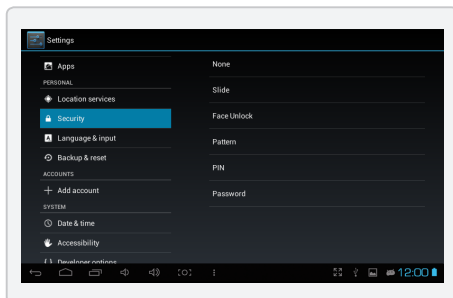 Settings
Apps
PERSONAL
Location services
Security
Language & input
Backup & reset
ACCOUNTS
Add account
SYSTEM
Date & time
Accessibility
Developer options
None
Slide
Face Unlock
Pattern
PIN
Password
12:00